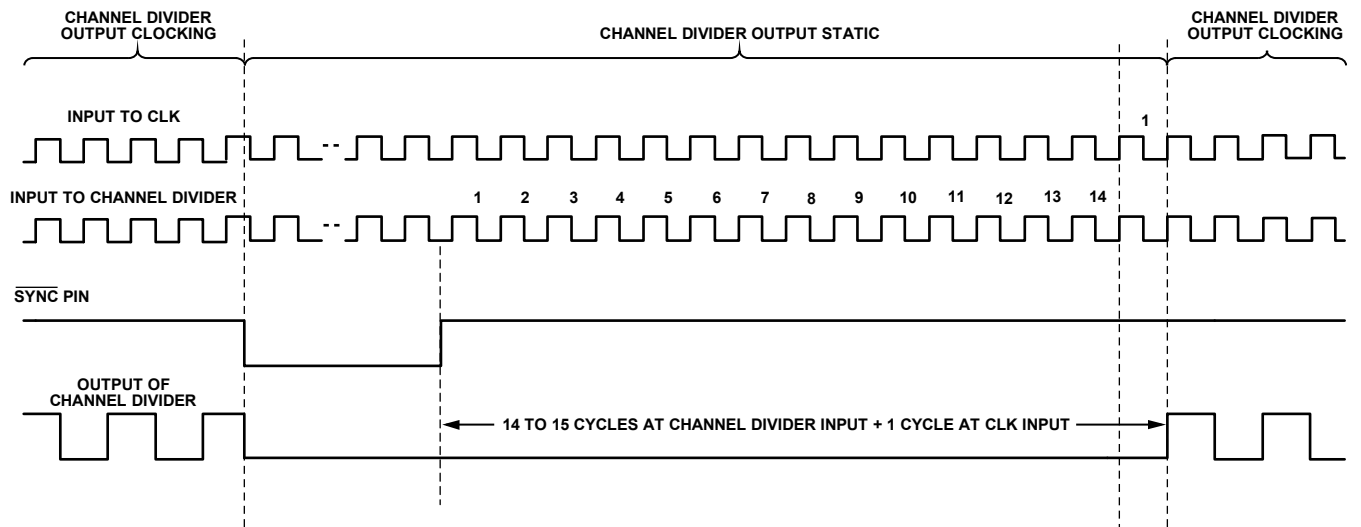 CHANNEL DIVIDER
OUTPUT CLOCKING
CHANNEL DIVIDER OUTPUT STATIC
CHANNEL DIVIDER
OUTPUT CLOCKING
INPUT TO CLK
1
INPUT TO CHANNEL DIVIDER
1 2 3 4 5 6 7 8 9 10 11 12 13 14
SYNC PIN
OUTPUT OF
CHANNEL DIVIDER
14 TO 15 CYCLES AT CHANNEL DIVIDER INPUT + 1 CYCLE AT CLK INPUT